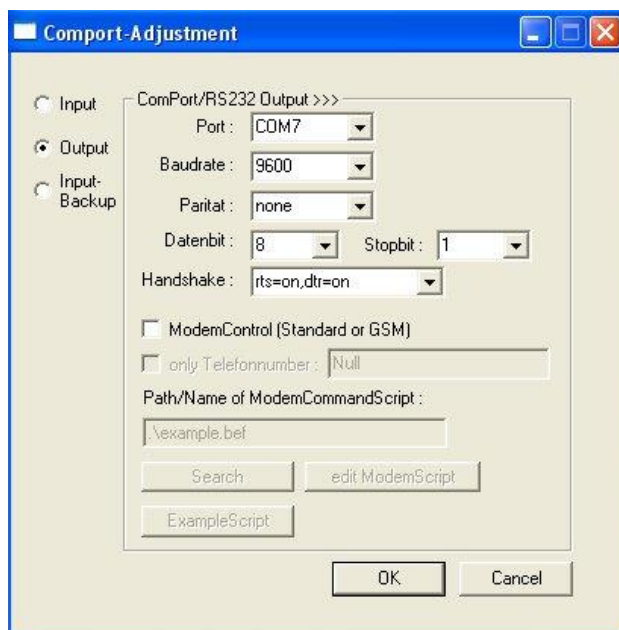 Comport-Adjustment
Input
Output
Input-
Backup
ComPort/RS232 Output >>>
Port : COM7
Baudrate : 9600
Paritat : none
Datenbit : 8 Stopbit : 1
Handshake : rts=on,dtr=on
ModemControl (Standard or GSM)
only Telefonnumber : Null
Path/Name of ModemCommandScript :
.\example.bef
Search edit ModemScript
ExampleScript
OK Cancel